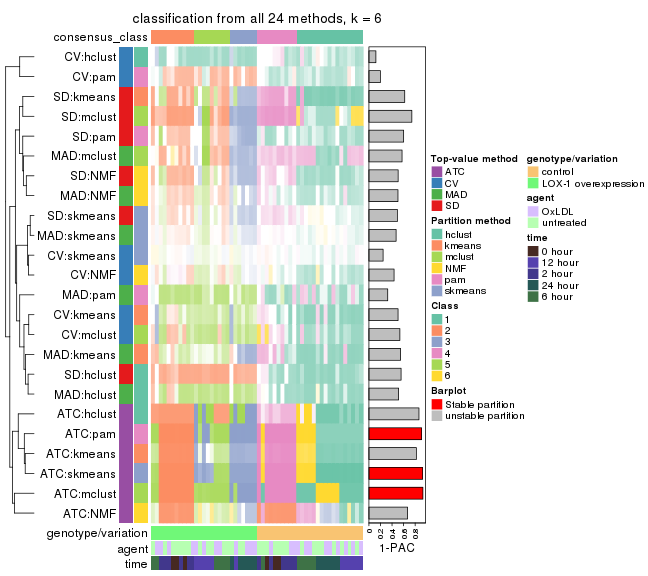 classification from all 24 methods, k = 6
consensus_class
CV:hclust
CV:pam
SD:kmeans
SD:mclust
SD:pam
MAD:mclust
SD:NMF
MAD:NMF
SD:skmeans
MAD:skmeans
CV:skmeans
CV:NMF
MAD:pam
CV:kmeans
CV:mclust
MAD:kmeans
SD:hclust
MAD:hclust
ATC:hclust
ATC:pam
ATC:kmeans
ATC:skmeans
ATC:mclust
ATC:NMF
genotype/variation
agent
time
0
0.2
0.4
0.6
0.8
1-PAC
Top-value method
ATC
CV
MAD
SD
Partition method
hclust
kmeans
mclust
NMF
pam
skmeans
Class
1
2
3
4
5
6
Barplot
Stable partition
unstable partition
genotype/variation
control
LOX-1 overexpression
agent
OxLDL
untreated
time
0 hour
12 hour
2 hour
24 hour
6 hour